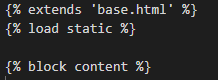 {% extends 'base.html' %}
{% load static %}
{% block content %}